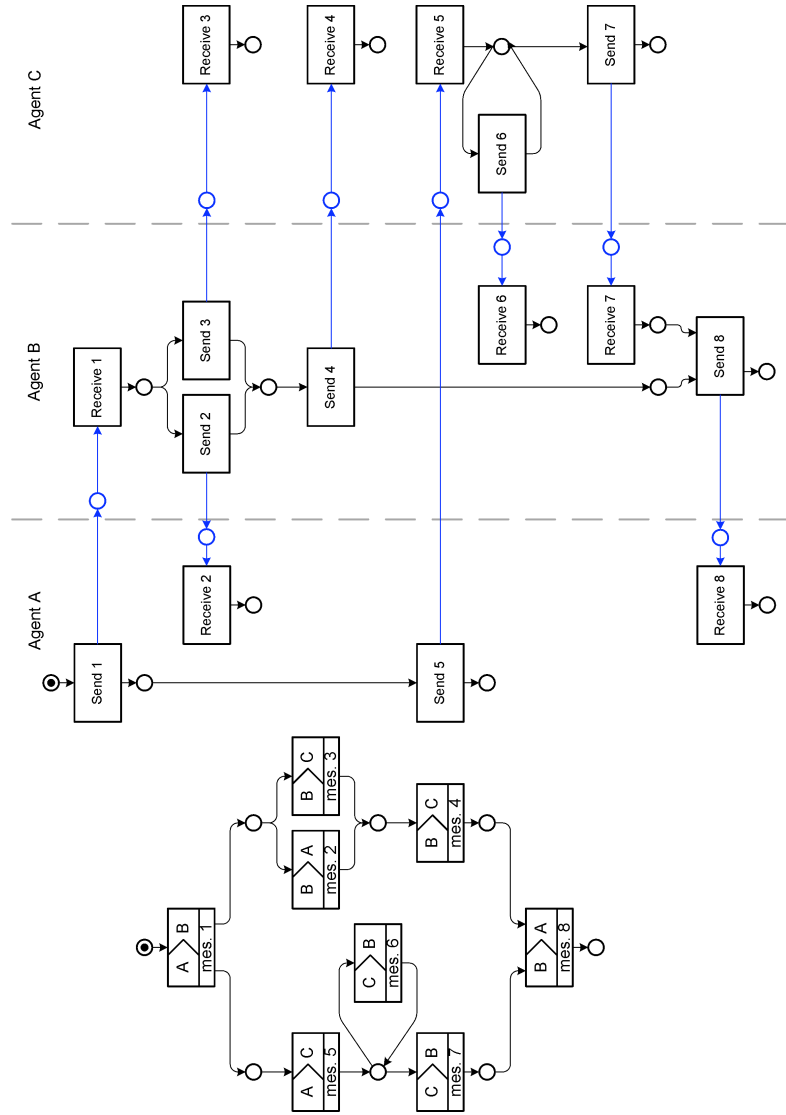 A B
mes. 1
A C
mes. 5
B A
mes. 2
B C
mes. 3
C B
mes. 6
C B
mes. 7
B C
mes. 4
B A
mes. 8
Agent A
Agent B
Agent C
Send 1
Receive 1
Receive 2
Send 2
Send 3
Receive 3
Send 4
Receive 4
Send 5
Receive 5
Receive 6
Send 6
Receive 7
Send 7
Receive 8
Send 8